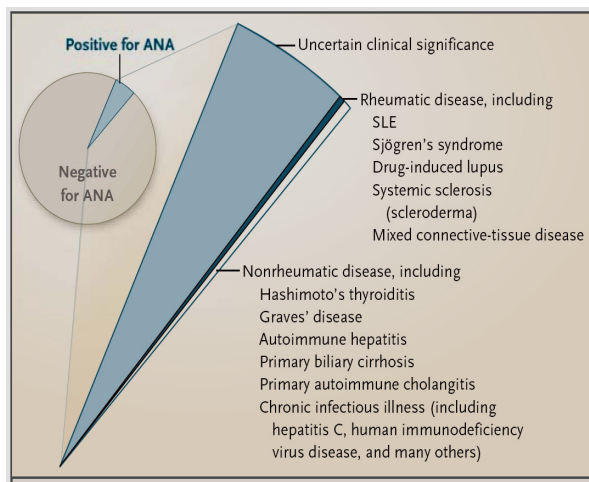 Positive for ANA
Uncertain clinical significance
Negative
for ANA
Rheumatic disease, including
SLE
Sjögren's syndrome
Drug-induced lupus
Systemic sclerosis
(scleroderma)
Mixed connective-tissue disease
Nonrheumatic disease, including
Hashimoto's thyroiditis
Graves' disease
Autoimmune hepatitis
Primary biliary cirrhosis
Primary autoimmune cholangitis
Chronic infectious illness (including
hepatitis C, human immunodeficiency
virus disease, and many others)